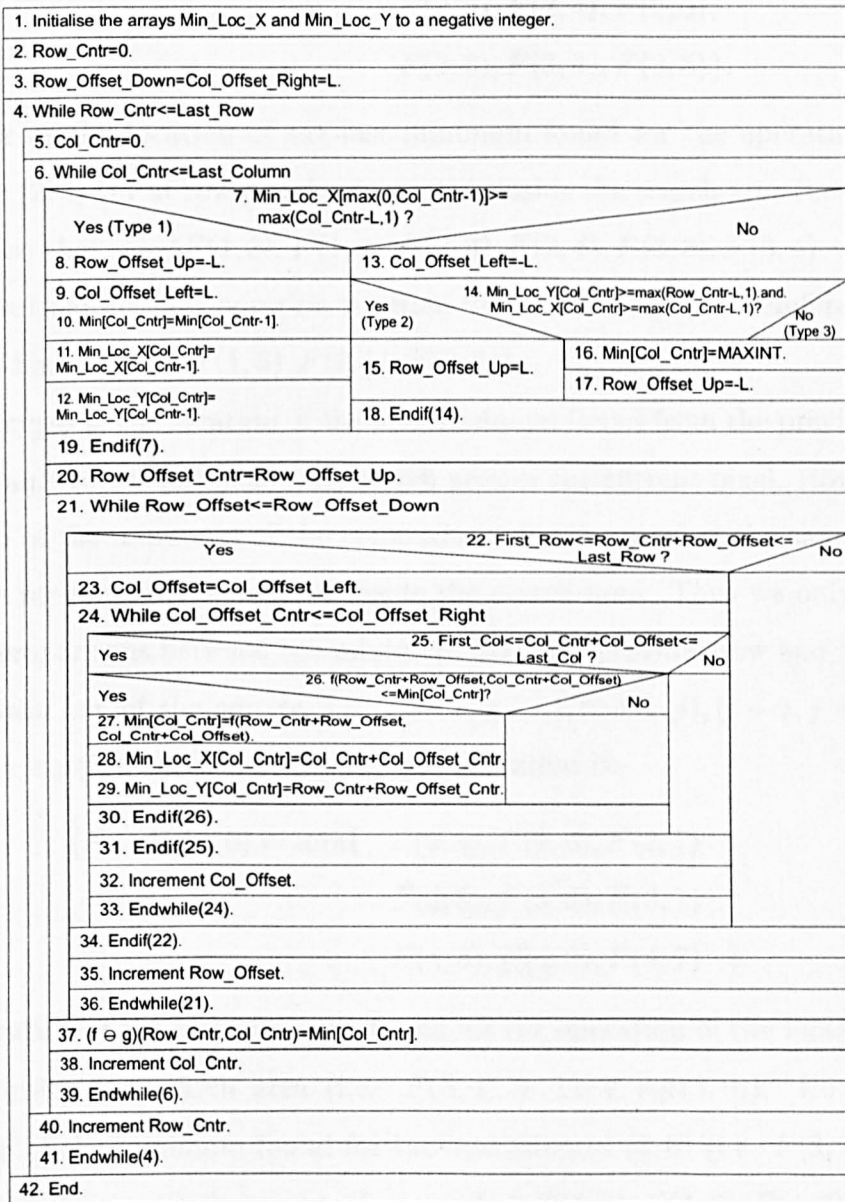 1. Initialise the arrays Min_Loc_X and Min_Loc_Y to a negative integer.
2. Row_Cntr=0.
3. Row_Offset_Down=Col_Offset_Right=L.
4. While Row_Cntr<=Last_Row
5. Col_Cntr=0.
6. While Col_Cntr<=Last_Column
7. Min_Loc_X[max(0,Col_Cntr-1)]>=
max(Col_Cntr-L,1) ?
Yes (Type 1)
No
8. Row_Offset_Up=-L.
9. Col_Offset_Left=L
10. Min[Col_Cntr]=Min[Col_Cntr-1].
11. Min_Loc_X[Col_Cntr]=
Min_Loc_X[Col_Cntr-1].
12. Min_Loc_Y[Col_Cntr]=
Min_Loc_Y[Col_Cntr-1].
13. Col_Offset_Left=-L.
14. Min_Loc_Y[Col_Cntr]>=max(Row_Cntr-L,1).and.
Min_Loc_X[Col_Cntr]>=max(Col_Cntr-L,1)?
Yes
(Type 2)
No
(Type 3)
15. Row_Offset_Up=L.
16. Min[Col_Cntr]=MAXINT.
17. Row_Offset_Up=-L.
18. Endif(14).
19. Endif(7).
20. Row_Offset_Cntr=Row_Offset_Up.
21. While Row_Offset<=Row_Offset_Down
22. First_Row<=Row_Cntr+Row_Offset<=
Last_Row ?
Yes
No
23. Col_Offset=Col_Offset_Left.
24. While Col_Offset_Cntr<=Col_Offset_Right
25. First_Col<=Col_Cntr+Col_Offset<=
Last_Col ?
Yes
No
26. f(Row_Cntr+Row_Offset,Col_Cntr+Col_Offset)
<=Min[Col_Cntr]?
Yes
No
27. Min[Col_Cntr]=f(Row_Cntr+Row_Offset,
Col_Cntr+Col_Offset).
28. Min_Loc_X[Col_Cntr]=Col_Cntr+Col_Offset_Cntr.
29. Min_Loc_Y[Col_Cntr]=Row_Cntr+Row_Offset_Cntr.
30. Endif(26).
31. Endif(25).
32. Increment Col_Offset.
33. Endwhile(24).
34. Endif(22).
35. Increment Row_Offset.
36. Endwhile(21).
37. (f ⊖ g)(Row_Cntr,Col_Cntr)=Min[Col_Cntr].
38. Increment Col_Cntr.
39. Endwhile(6).
40. Increment Row_Cntr.
41. Endwhile(4).
42. End.